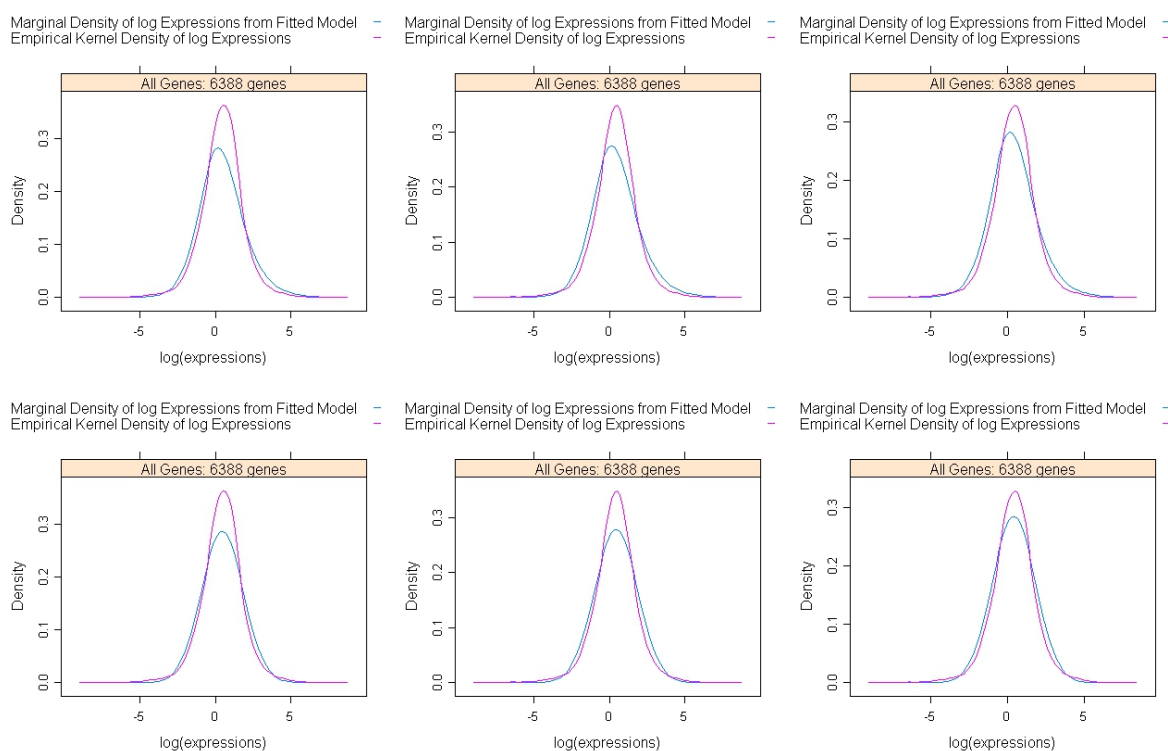 Marginal Density of log Expressions from Fitted Model
Empirical Kernel Density of log Expressions
All Genes: 6388 genes
Density
0.3
0.2
0.1
0.0
-5 0 5
log(expressions)
Marginal Density of log Expressions from Fitted Model
Empirical Kernel Density of log Expressions
All Genes: 6388 genes
Density
0.3
0.2
0.1
0.0
-5 0 5
log(expressions)
Marginal Density of log Expressions from Fitted Model
Empirical Kernel Density of log Expressions
All Genes: 6388 genes
Density
0.3
0.2
0.1
0.0
-5 0 5
log(expressions)
Marginal Density of log Expressions from Fitted Model
Empirical Kernel Density of log Expressions
All Genes: 6388 genes
Density
0.3
0.2
0.1
0.0
-5 0 5
log(expressions)
Marginal Density of log Expressions from Fitted Model
Empirical Kernel Density of log Expressions
All Genes: 6388 genes
Density
0.3
0.2
0.1
0.0
-5 0 5
log(expressions)
Marginal Density of log Expressions from Fitted Model
Empirical Kernel Density of log Expressions
All Genes: 6388 genes
Density
0.3
0.2
0.1
0.0
-5 0 5
log(expressions)